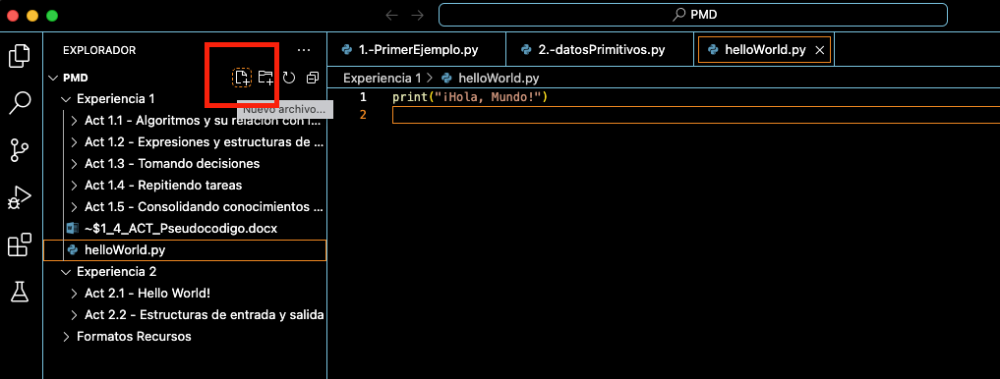 PMD
EXPLORADOR
1.-PrimerEjemplo.py
2.-datosPrimitivos.py
helloWorld.py
PMD
Experiencia 1 > helloWorld.py
Nuevo archivo...
1 print("¡Hola, Mundo!")
2
Experiencia 1
Act 1.1 - Algoritmos y su relación con l...
Act 1.2 - Expresiones y estructuras de ...
Act 1.3 - Tomando decisiones
Act 1.4 - Repitiendo tareas
Act 1.5 - Consolidando conocimientos ...
~$1_4_ACT_Pseudocodigo.docx
helloWorld.py
Experiencia 2
Act 2.1 - Hello World!
Act 2.2 - Estructuras de entrada y salida
Formatos Recursos